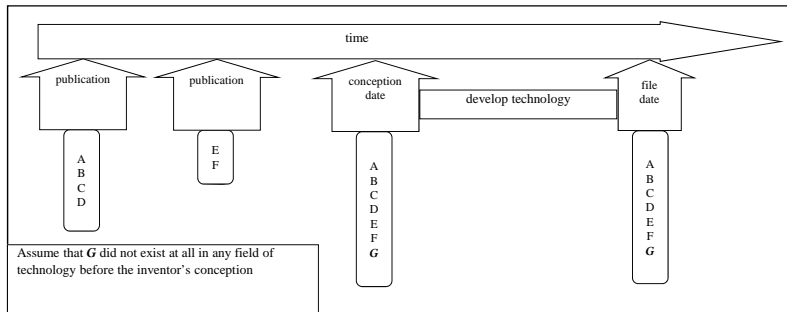 time
publication
publication
conception
date
develop technology
file
date
A
B
C
D
E
F
A
B
C
D
E
F
G
A
B
C
D
E
F
G
Assume that G did not exist at all in any field of
technology before the inventor’s conception